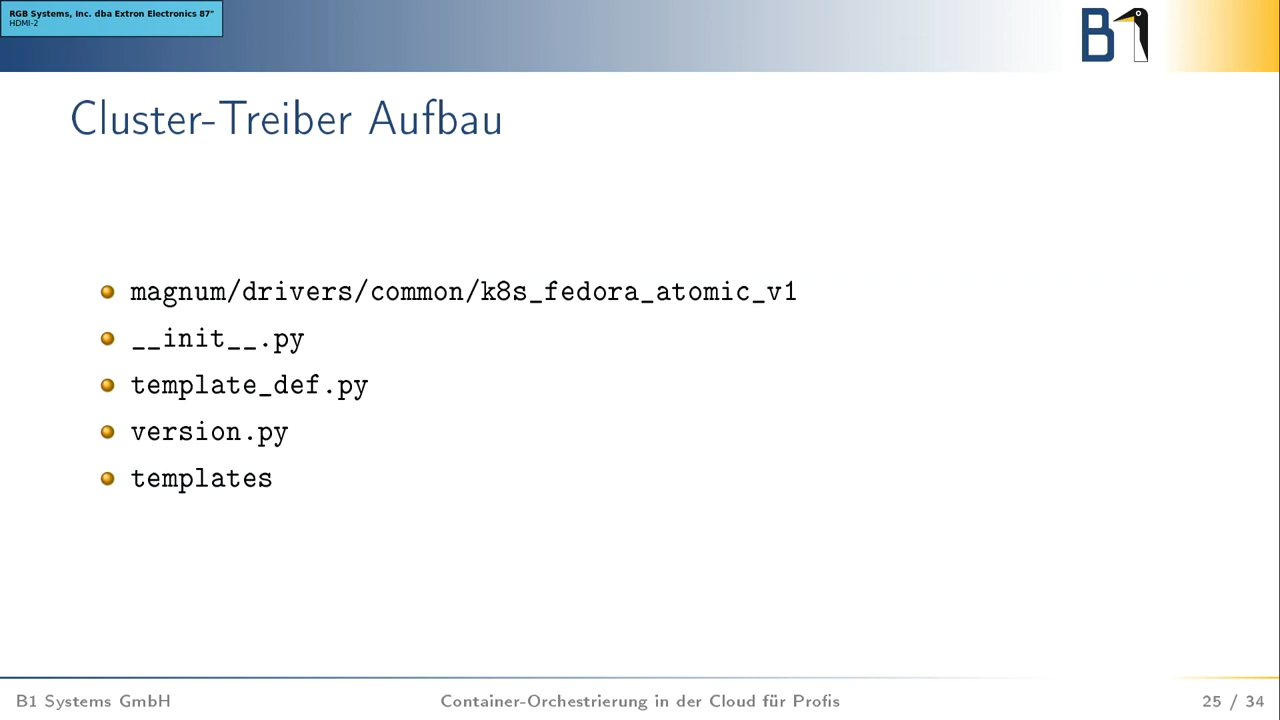 RGB Systems, Inc. dba Extron Electronics 87"
HDMI-2
B1
Cluster-Treiber Aufbau
magnum/drivers/common/k8s_fedora_atomic_v1
__init__.py
template_def.py
version.py
templates
B1 Systems GmbH
Container-Orchestrierung in der Cloud für Profis
25 / 34